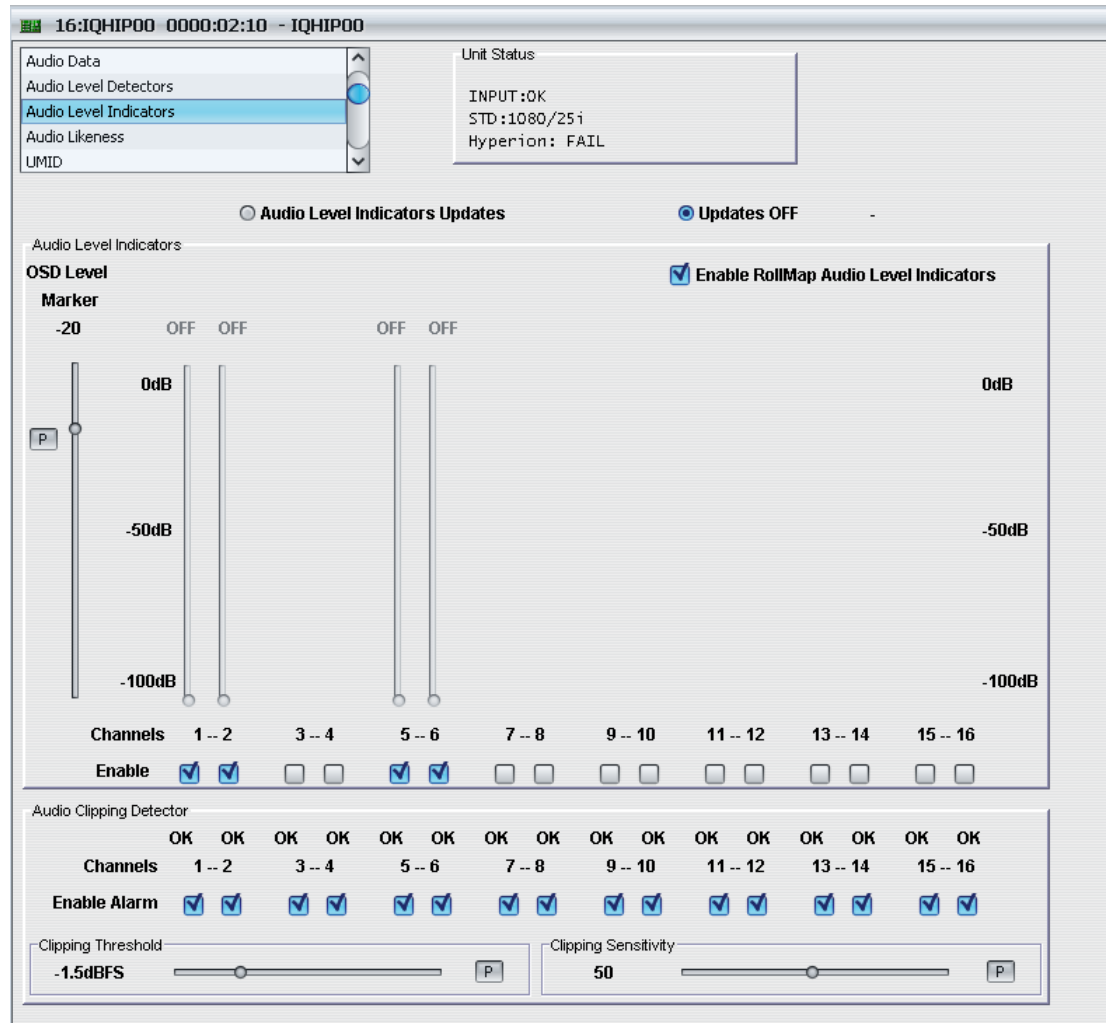 16:IQHIP00 0000:02:10 - IQHIP00
Audio Data
Audio Level Detectors
Audio Level Indicators
Audio Likeness
UMID
Unit Status
INPUT:OK
STD:1080/25i
Hyperion: FAIL
Audio Level Indicators Updates
Updates OFF -
Audio Level Indicators
OSD Level
Enable RollMap Audio Level Indicators
Marker
-20 OFF OFF OFF OFF
0dB 0dB
P
-50dB -50dB
-100dB -100dB
Channels 1 -- 2 3 -- 4 5 -- 6 7 -- 8 9 -- 10 11 -- 12 13 -- 14 15 -- 16
Enable
Audio Clipping Detector
OK OK OK OK OK OK OK OK OK OK OK OK OK OK OK OK
Channels 1 -- 2 3 -- 4 5 -- 6 7 -- 8 9 -- 10 11 -- 12 13 -- 14 15 -- 16
Enable Alarm
Clipping Threshold
-1.5dBFS P
Clipping Sensitivity
50 P